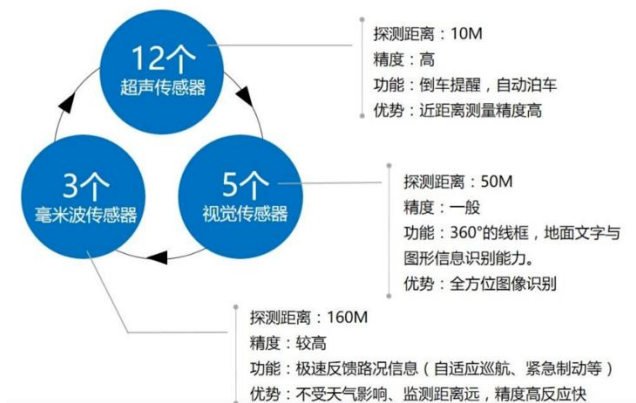 12个
超声传感器
探测距离：10M
精度：高
功能：倒车提醒，自动泊车
优势：近距离测量精度高
3个
毫米波传感器
5个
视觉传感器
探测距离：50M
精度：一般
功能：360°的线框，地面文字与
图形信息识别能力。
优势：全方位图像识别
探测距离：160M
精度：较高
功能：极速反馈路况信息（自适应巡航、紧急制动等）
优势：不受天气影响、监测距离远，精度高反应快